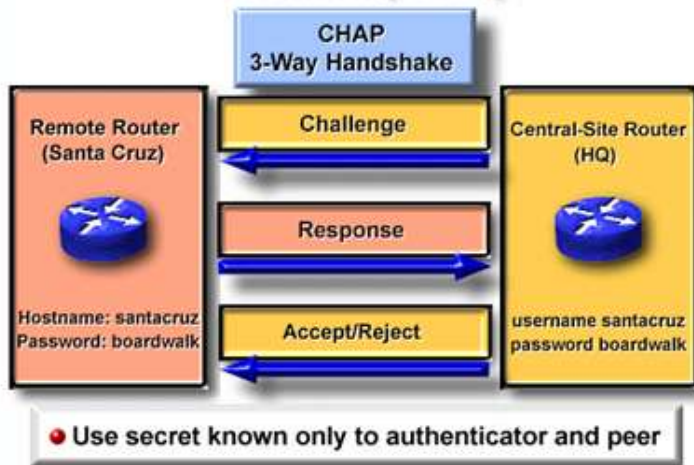 CHAP
3-Way Handshake
Remote Router
(Santa Cruz)
Hostname: santacruz
Password: boardwalk
Challenge
Response
Accept/Reject
Central-Site Router
(HQ)
username santacruz
password boardwalk
Use secret known only to authenticator and peer